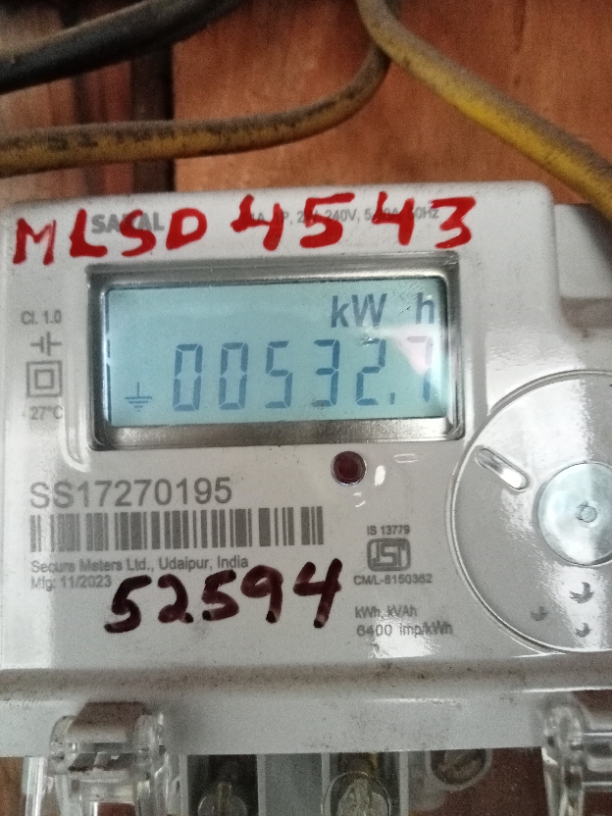 MLSD 4543
240V,
Cl. 1.0
kW h
00532.7
27°C
SS17270195
IS 13779
Secure Meters Ltd., Udaipur, India
Mfg: 11/2023
CM/L-8150362
52594
kWh, kVAh
6400 imp/kWh